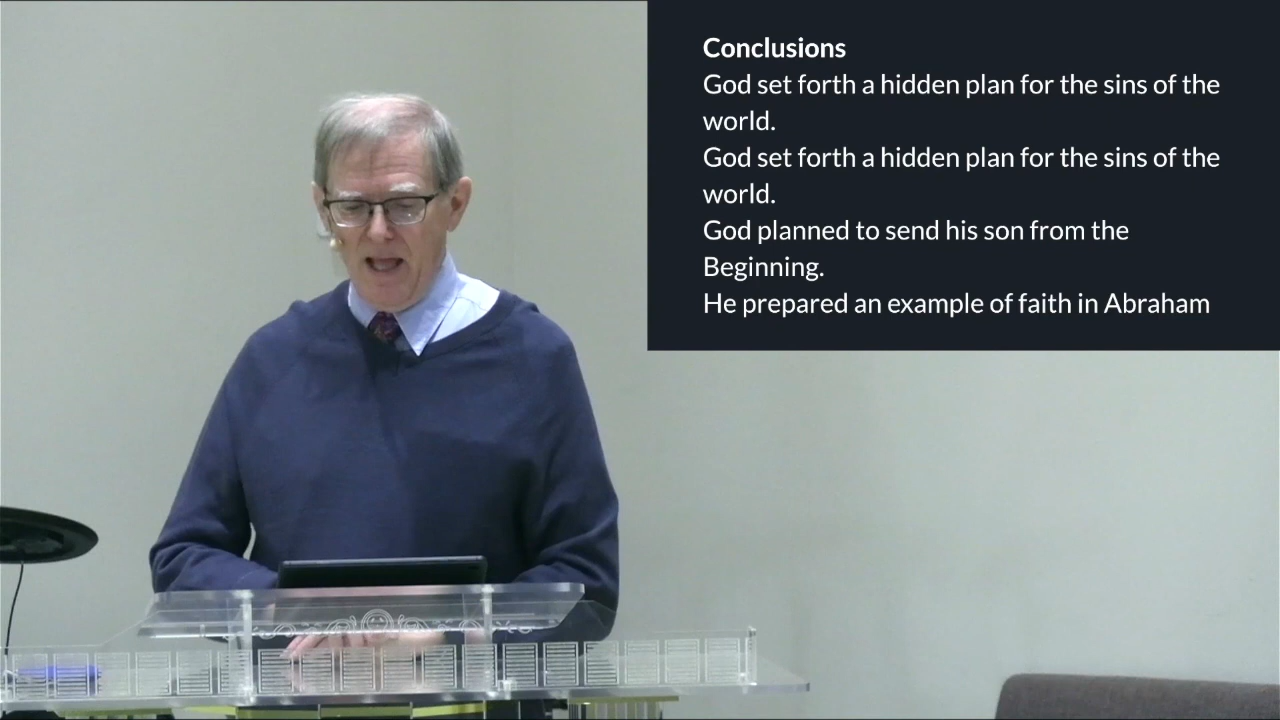 Conclusions
God set forth a hidden plan for the sins of the
world.
God set forth a hidden plan for the sins of the
world.
God planned to send his son from the
Beginning.
He prepared an example of faith in Abraham